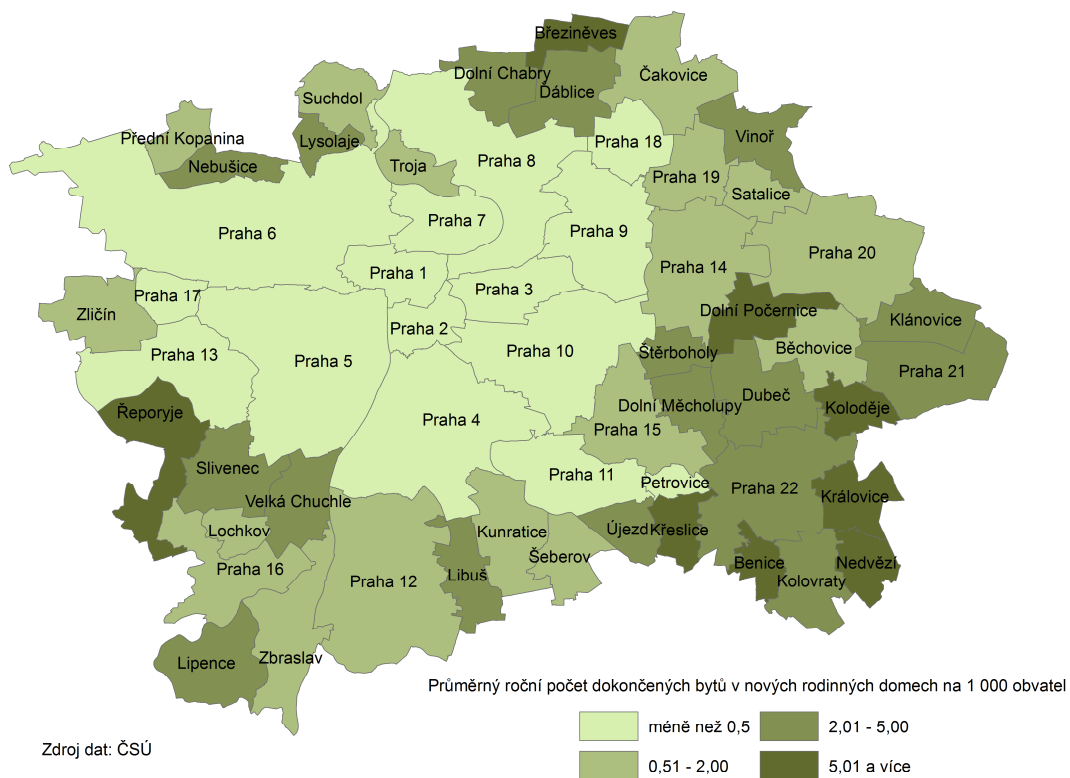 Březiněves
Dolní Chabry
Ďáblice
Čakovice
Suchdol
Přední Kopanina
Lysolaje
Nebušice
Troja
Praha 8
Praha 18
Vinoř
Praha 19
Satalice
Praha 7
Praha 6
Praha 9
Praha 20
Praha 14
Praha 1
Praha 3
Praha 17
Zličín
Dolní Počernice
Klánovice
Praha 2
Praha 13
Praha 5
Praha 10
Štěrboholy
Běchovice
Praha 21
Dubeč
Řeporyje
Dolní Měcholupy
Koloděje
Praha 4
Praha 15
Slivenec
Praha 11
Petrovice
Praha 22
Královice
Velká Chuchle
Lochkov
Kunratice
Újezd
Křeslice
Šeberov
Praha 16
Praha 12
Libuš
Benice
Nedvězí
Kolovraty
Lipence
Zbraslav
Průměrný roční počet dokončených bytů v nových rodinných domech na 1 000 obvatel
méně než 0,5
2,01 - 5,00
Zdroj dat: ČSÚ
0,51 - 2,00
5,01 a více